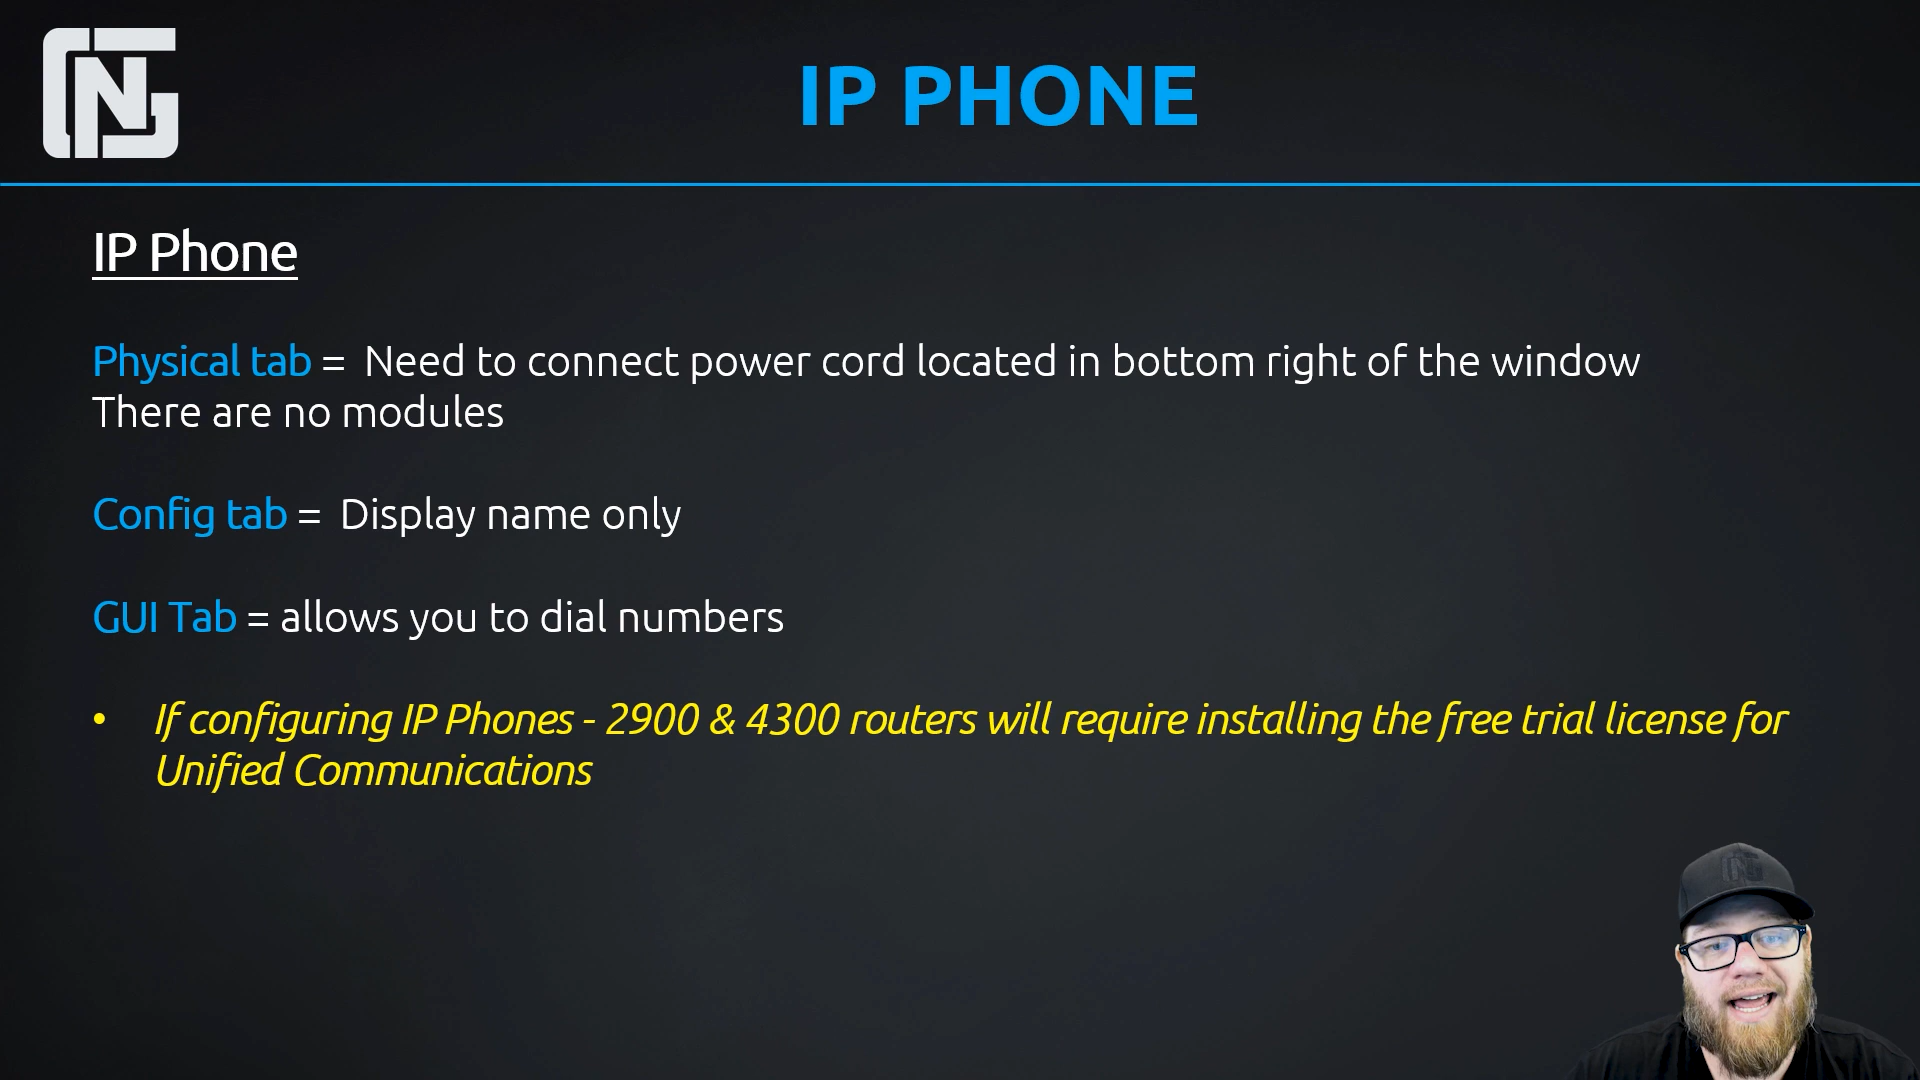 IP PHONE
IP Phone
Physical tab = Need to connect power cord located in bottom right of the window
There are no modules
Config tab = Display name only
GUI Tab = allows you to dial numbers
• If configuring IP Phones - 2900 & 4300 routers will require installing the free trial license for
Unified Communications